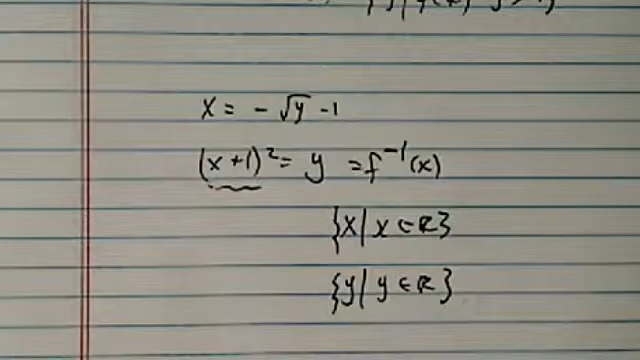 x = - √y - 1
(x+1)² = y = f⁻¹(x)
{x | x ∈ R}
{y | y ∈ R}